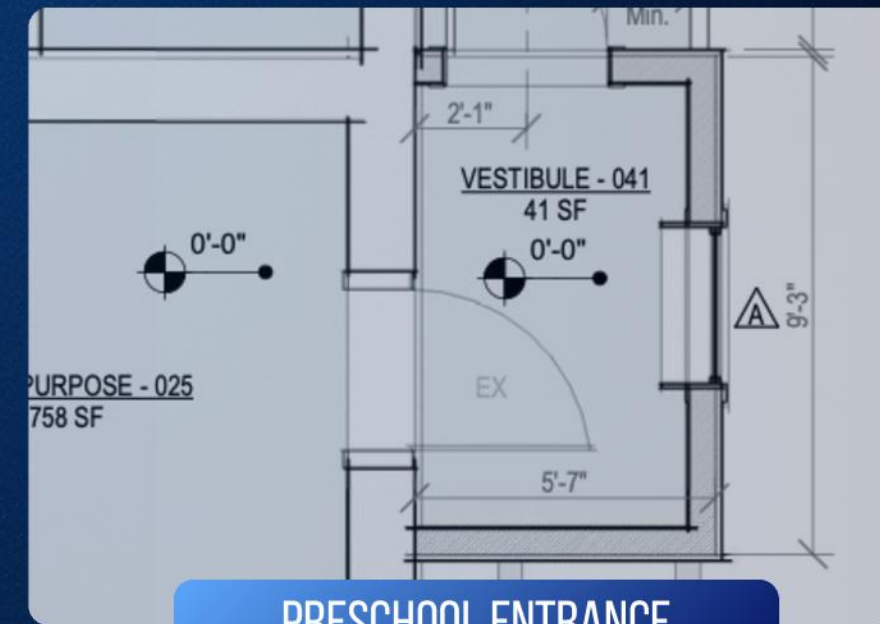 Min.
2'-1"
VESTIBULE - 041
41 SF
0'-0"
0'-0"
A
9'-3"
EX
PURPOSE - 025
758 SF
5'-7"
PRESCHOOL ENTRANCE